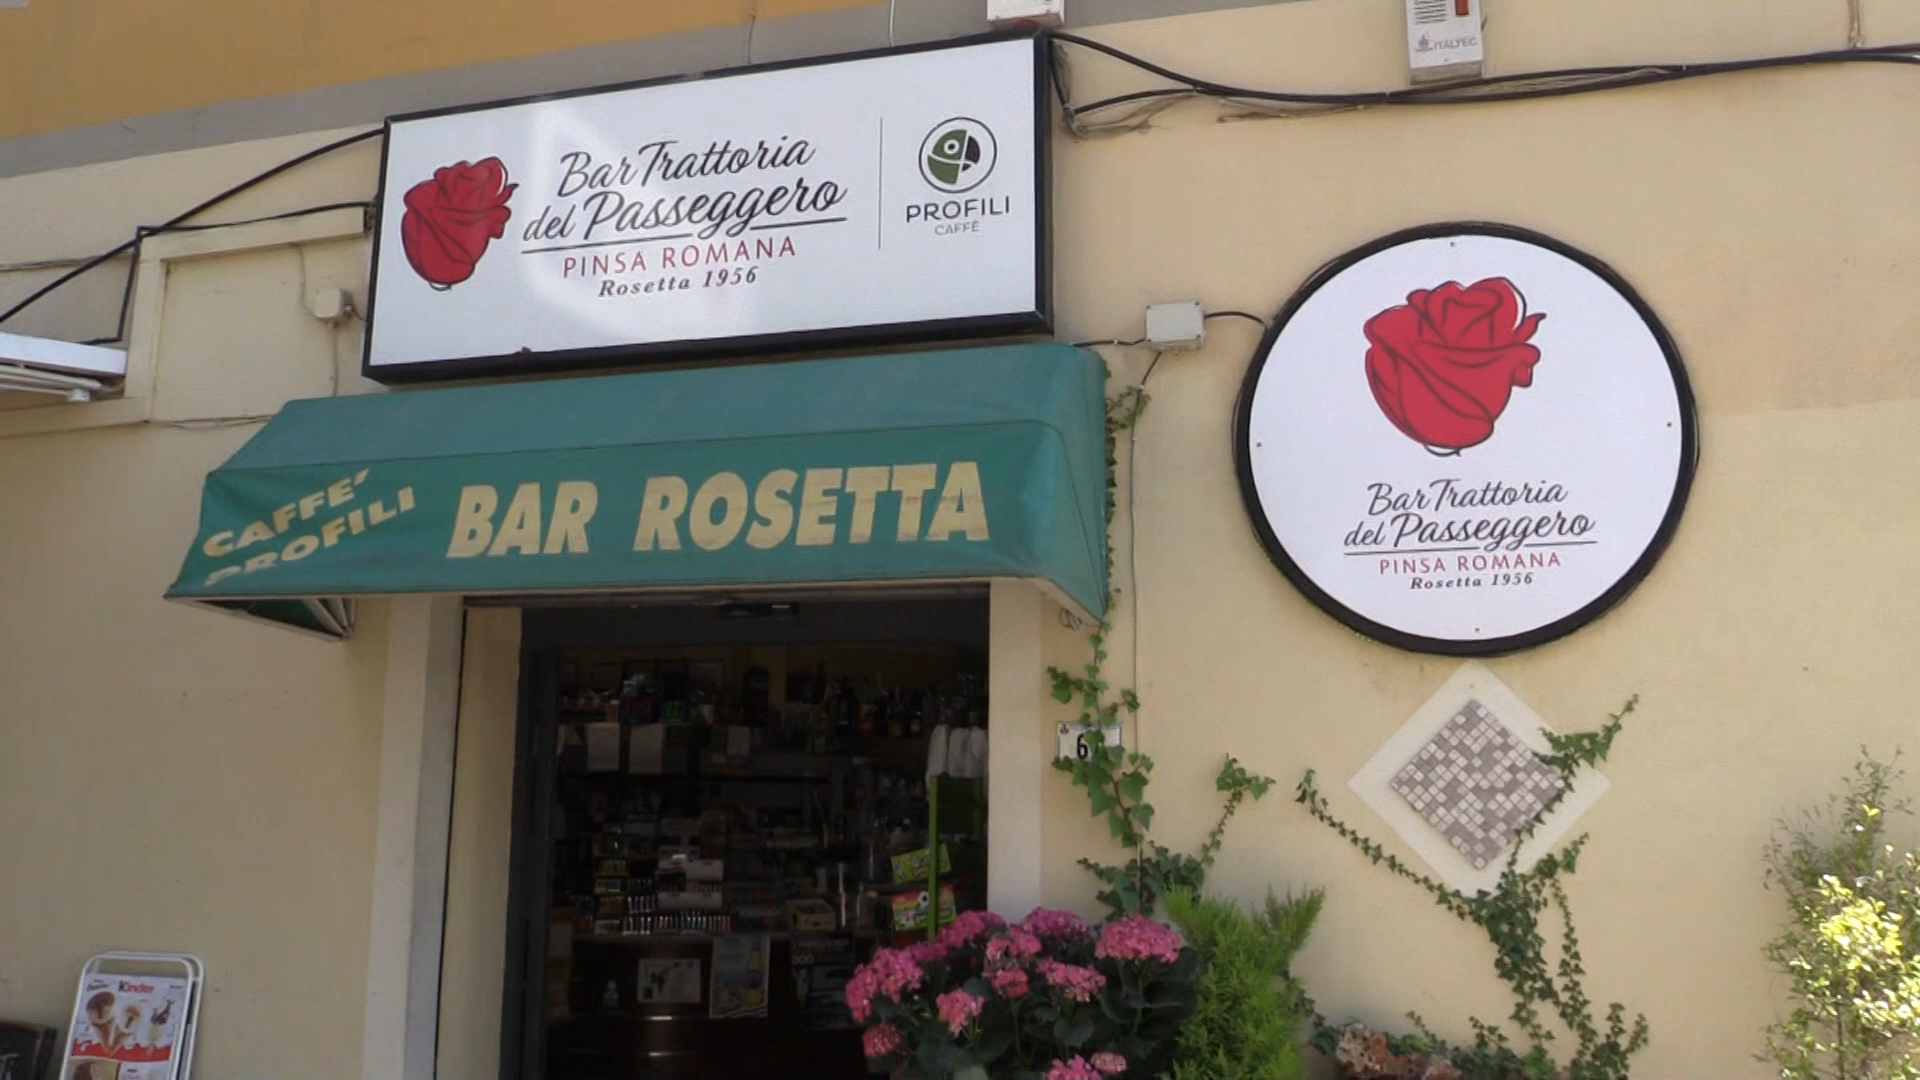 ITALTEC
Bar Trattoria
del Passeggero
PINSA ROMANA
Rosetta 1956
PROFILI
CAFFÈ
CAFFE'
PROFILI
BAR ROSETTA
Bar Trattoria
del Passeggero
PINSA ROMANA
Rosetta 1956
Kinder